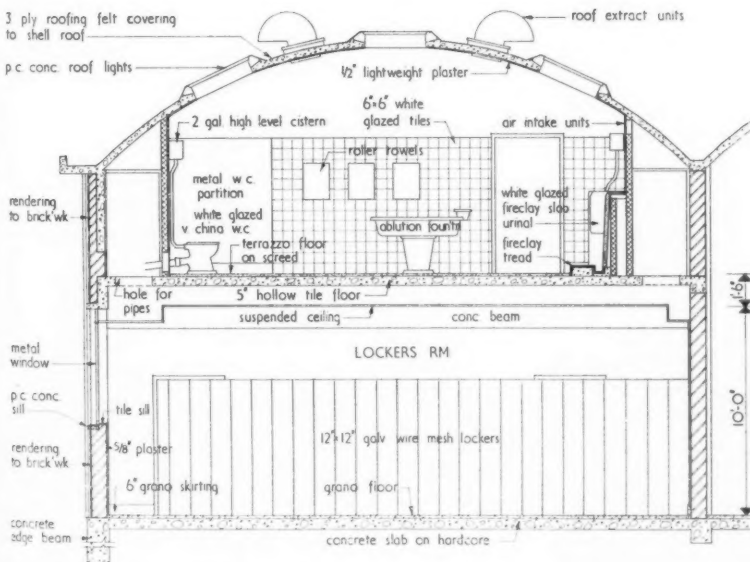 3 ply roofing felt covering
to shell roof
roof extract units
p.c. conc. roof lights
1/2" lightweight plaster
2 gal high level cistern
6"×6" white
glazed tiles
air intake units
roller towels
metal w.c.
partition
rendering
to brick'wk
white glazed
v. china w.c
white glazed
fireclay slab
urinal
ablution fount'n
terrazzo floor
on screed
fireclay
tread
hole for
pipes
5" hollow tile floor
1'-6"
suspended ceiling
conc beam
metal
window
LOCKERS RM
p.c. conc.
sill
tile sill
10'-0"
12"×12" galv wire mesh lockers
5/8" plaster
rendering
to brick'wk
6" grano skirting
grano floor
concrete
edge beam
concrete slab on hardcore